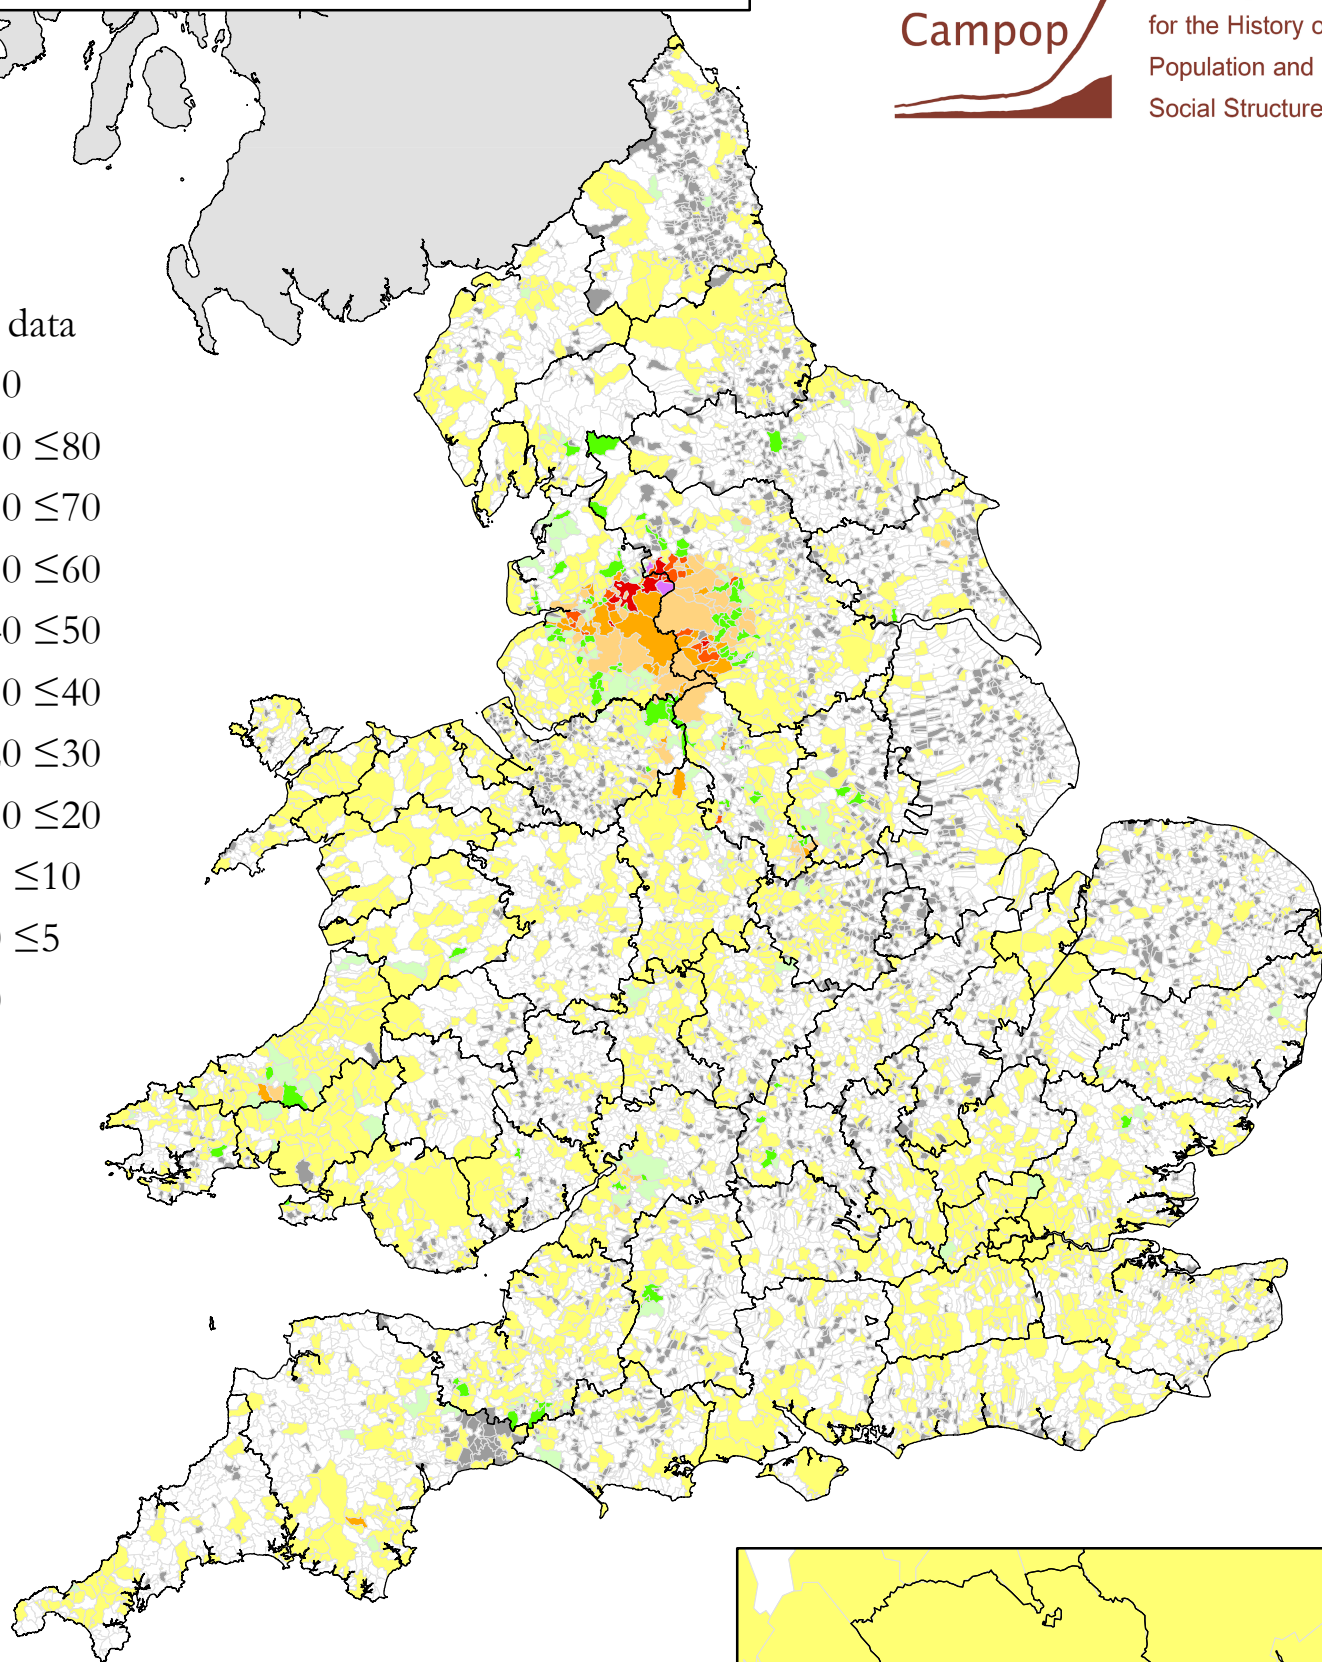 Campop
for the History o
Population and
Social Structure
data
0
0 ≤80
0 ≤70
0 ≤60
0 ≤50
0 ≤40
0 ≤30
0 ≤20
≤10
≤5